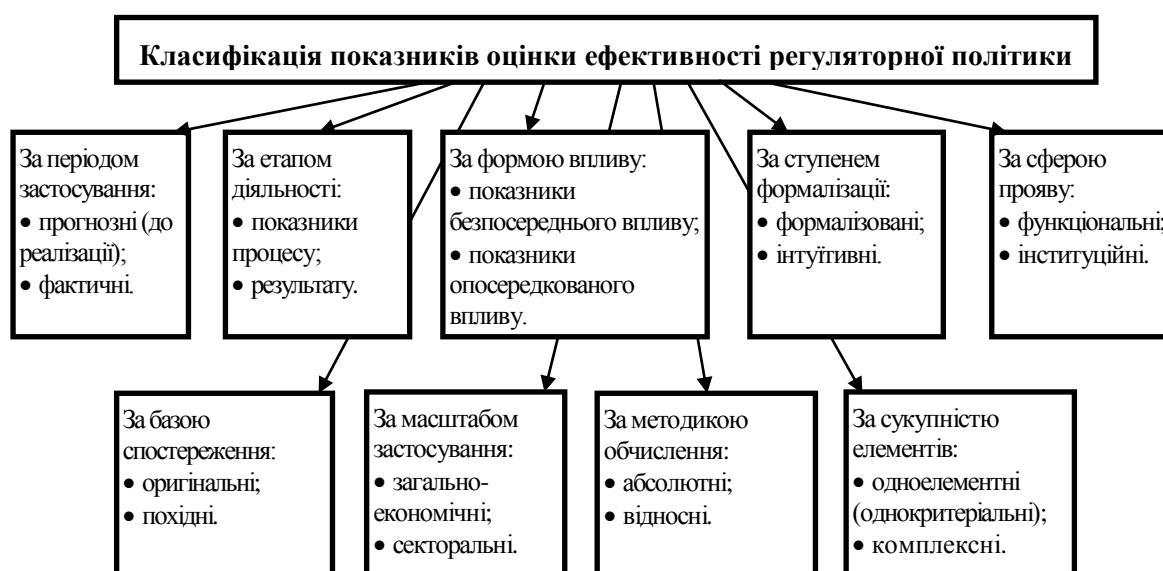 Класифікація показників оцінки ефективності регуляторної політики
За періодом
застосування:
• прогнозні (до
реалізації);
• фактичні.
За етапом
діяльності:
• показники
процесу;
• результату.
За формою впливу:
• показники
безпосереднього впливу;
• показники
опосередкованого
впливу.
За ступенем
формалізації:
• формалізовані;
• інтуїтивні.
За сферою
прояву:
• функціональні;
• інституційні.
За базою
спостереження:
• оригінальні;
• похідні.
За масштабом
застосування:
• загально-
економічні;
• секторальні.
За методикою
обчислення:
• абсолютні;
• відносні.
За сукупністю
елементів:
• одноелементні
(однокритеріальні);
• комплексні.